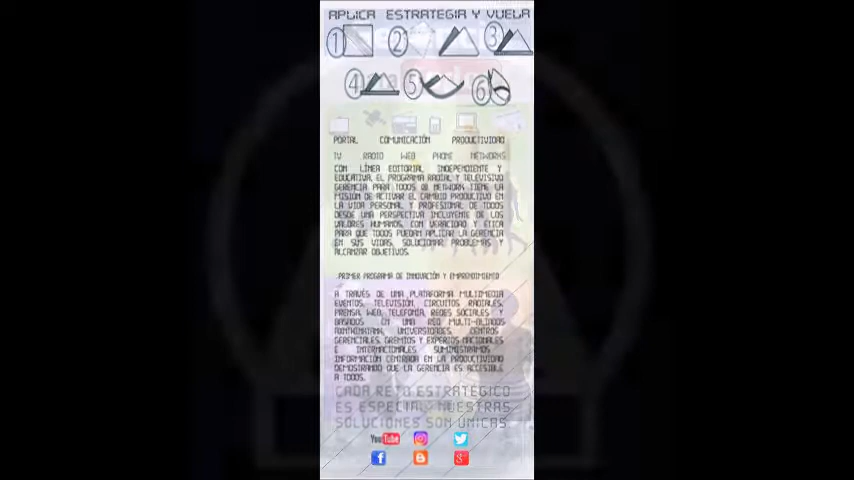 APLICA ESTRATEGIA Y VUELA
1 2 3
4 5 6
PORTAL COMUNICACIÓN PRODUCTIVIDAD
TV RADIO WEB PHONE NETWORKS
CON LÍNEA EDITORIAL INDEPENDIENTE Y
EDUCATIVA, EL PROGRAMA RADIAL Y TELEVISIVO
GERENCIA PARA TODOS NETWORK TIENE LA
MISIÓN DE ACTIVAR EL CAMBIO PRODUCTIVO EN
LA VIDA PERSONAL Y PROFESIONAL DE TODOS
DESDE UNA PERSPECTIVA INCLUYENTE DE LOS
VALORES HUMANOS, CON VERACIDAD Y ÉTICA
PARA QUE TODOS PUEDAN APLICAR LA GERENCIA
EN SUS VIDAS, SOLUCIONAR PROBLEMAS Y
ALCANZAR OBJETIVOS.
PRIMER PROGRAMA DE INNOVACIÓN Y EMPRENDIMIENTO
A TRAVÉS DE UNA PLATAFORMA MULTIMEDIA
EVENTOS, TELEVISIÓN, CIRCUITOS RADIALES,
PRENSA, WEB, TELEFONÍA, REDES SOCIALES Y
BASADOS EN UNA RED MULTI-ALIADOS
UNIVERSIDADES, CENTROS
GERENCIALES, GREMIOS Y EXPERTOS NACIONALES
E INTERNACIONALES SUMINISTRAMOS
INFORMACIÓN CENTRADA EN LA PRODUCTIVIDAD
DEMOSTRANDO QUE LA GERENCIA ES ACCESIBLE
A TODOS.
CADA RETO ESTRATÉGICO
ES ESPECIAL Y NUESTRAS
SOLUCIONES SON ÚNICAS.
YouTube